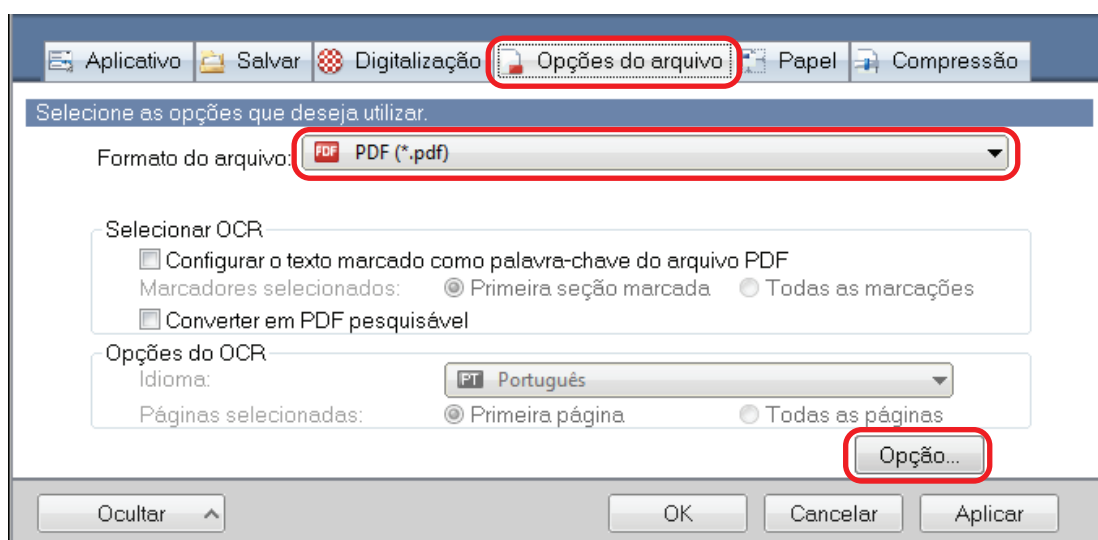 Aplicativo Salvar Digitalização Opções do arquivo Papel Compressão
Selecione as opções que deseja utilizar.
Formato do arquivo: PDF PDF (*.pdf)
Selecionar OCR
Configurar o texto marcado como palavra-chave do arquivo PDF
Marcadores selecionados: Primeira seção marcada Todas as marcações
Converter em PDF pesquisável
Opções do OCR
Idioma: PT Português
Páginas selecionadas: Primeira página Todas as páginas
Opção...
Ocultar OK Cancelar Aplicar